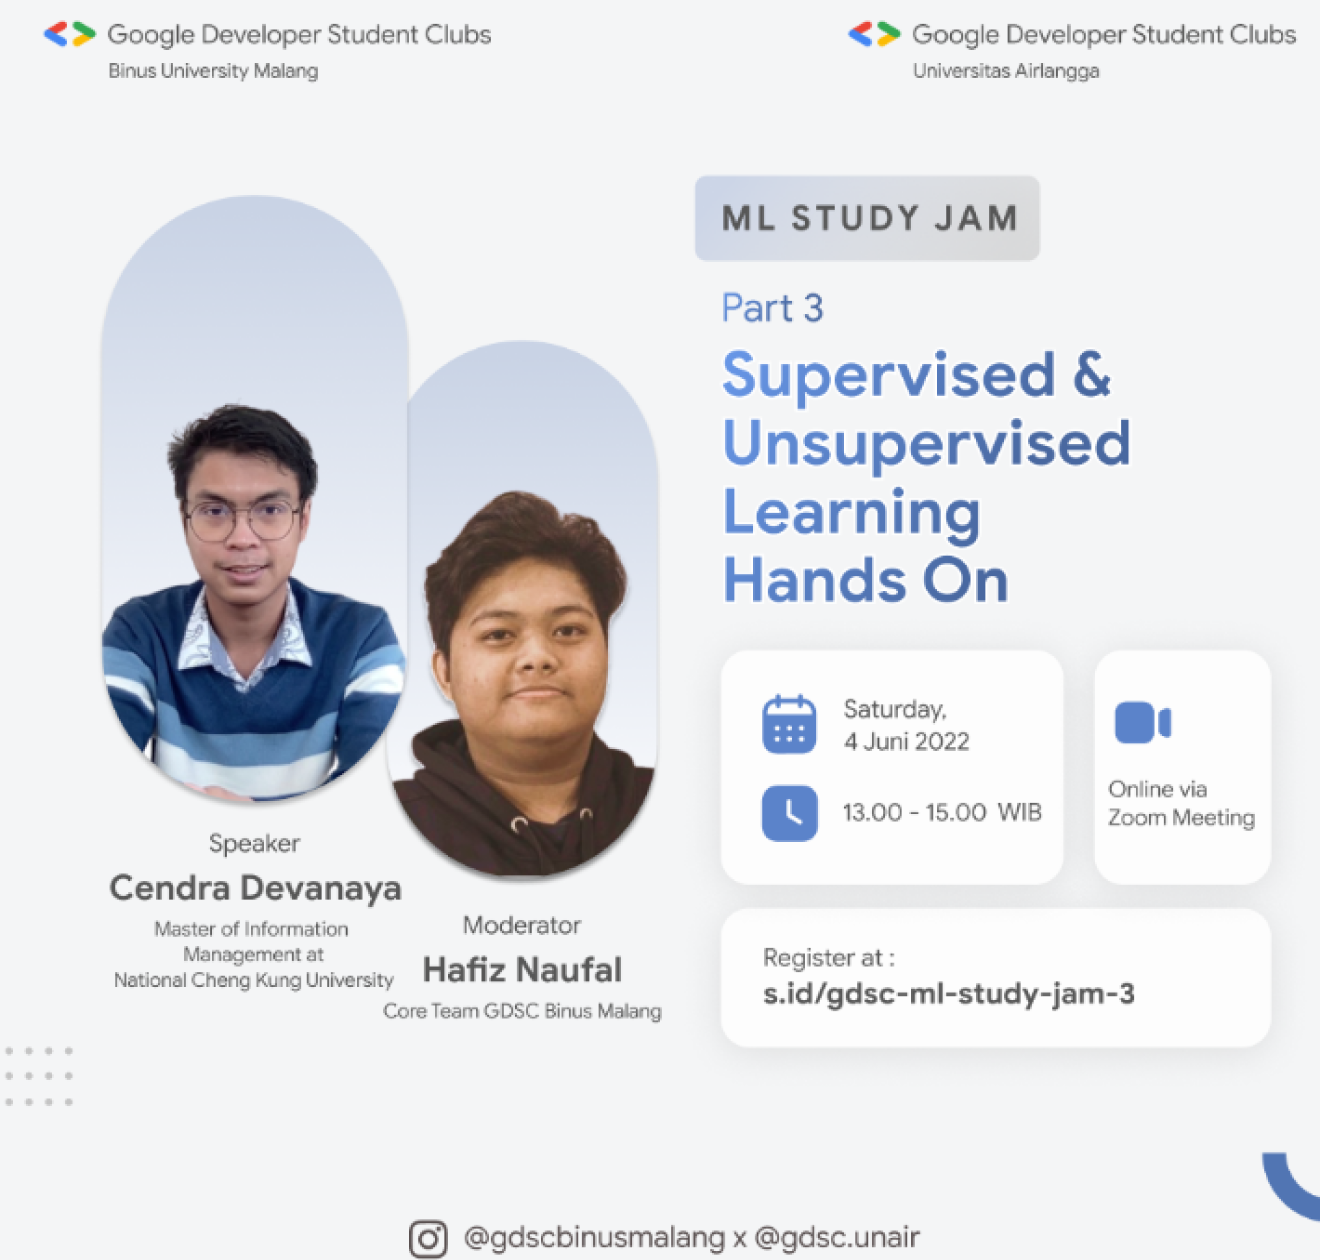 Google Developer Student Clubs
Binus University Malang
Google Developer Student Clubs
Universitas Airlangga
ML STUDY JAM
Part 3
Supervised &
Unsupervised
Learning
Hands On
Saturday,
4 Juni 2022
13.00 - 15.00 WIB
Online via
Zoom Meeting
Register at :
s.id/gdsc-ml-study-jam-3
Speaker
Cendra Devanaya
Master of Information
Management at
National Cheng Kung University
Moderator
Hafiz Naufal
Core Team GDSC Binus Malang
@gdscbinusmalang x @gdsc.unair